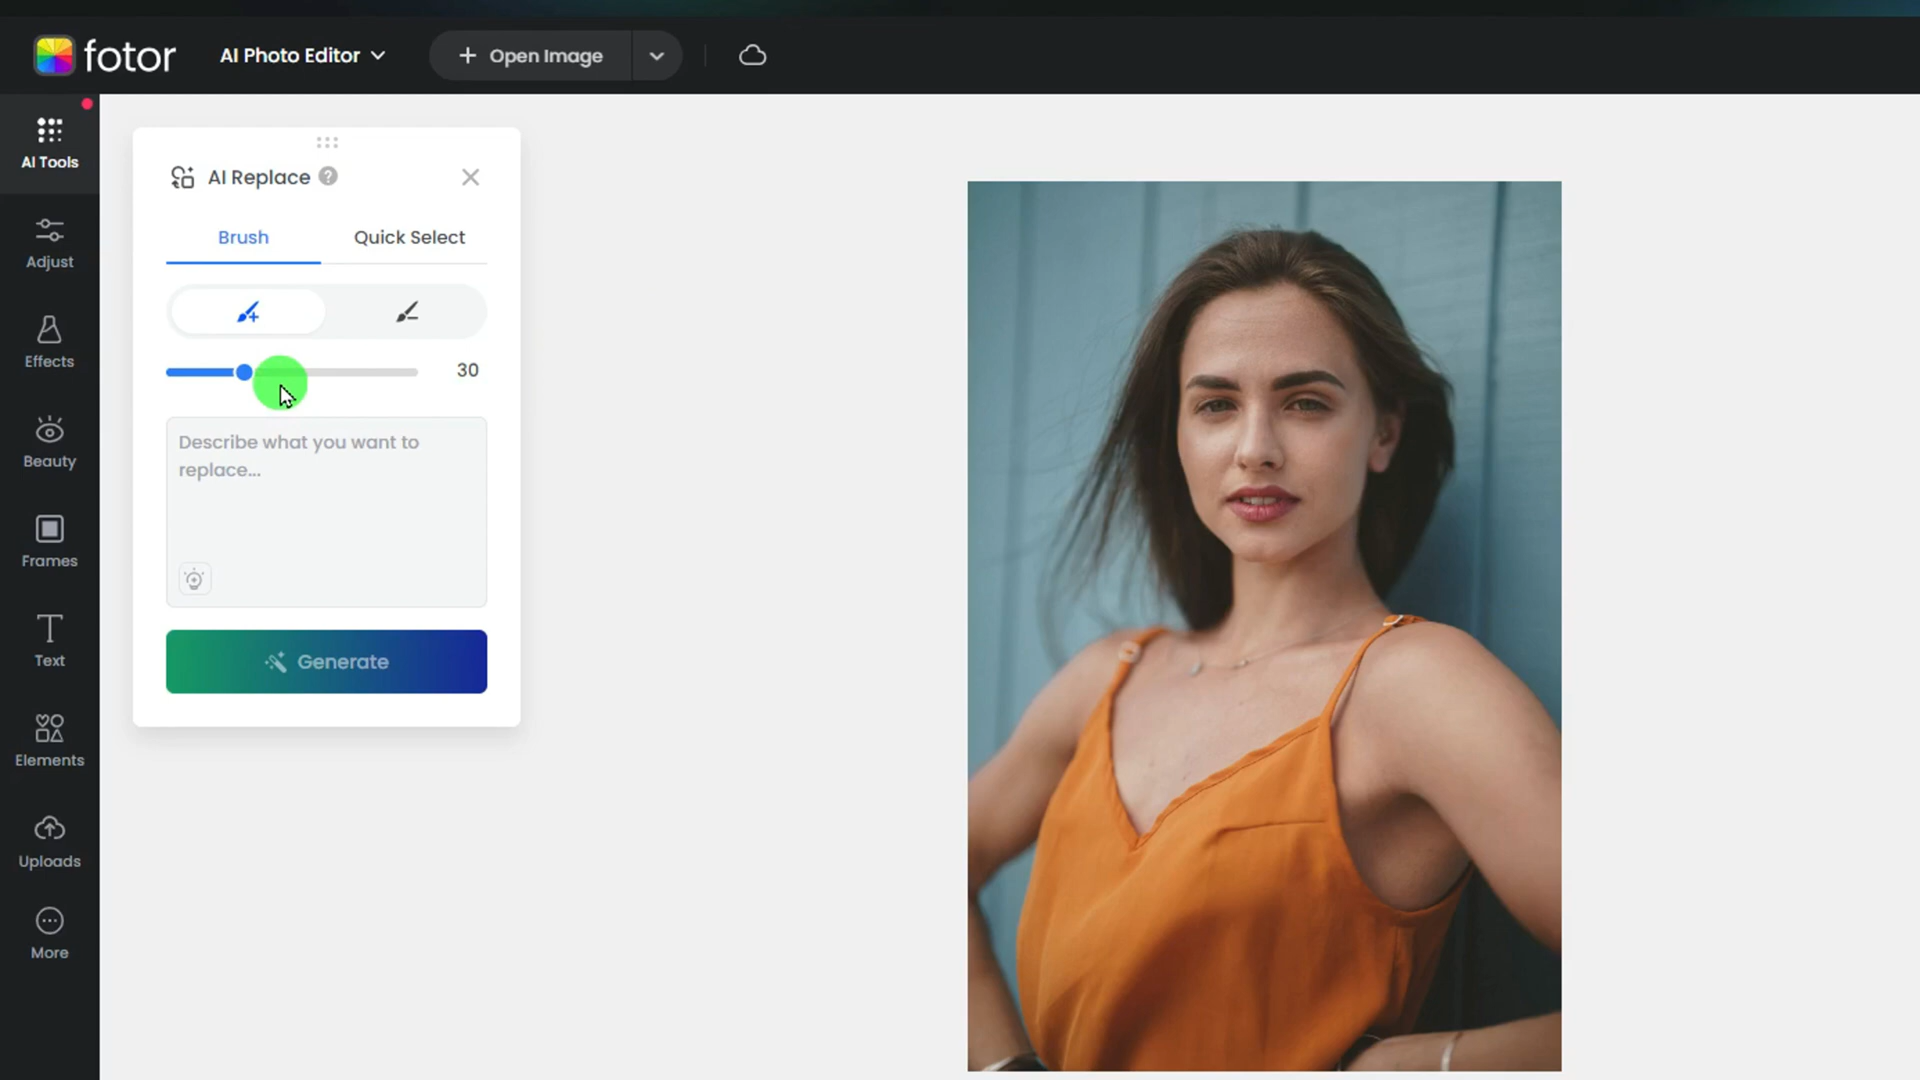 fotor
AI Photo Editor
+ Open Image
AI Tools
AI Replace ?
Brush
Quick Select
Adjust
30
Effects
Describe what you want to
replace...
Beauty
Frames
Generate
Text
Elements
Uploads
More